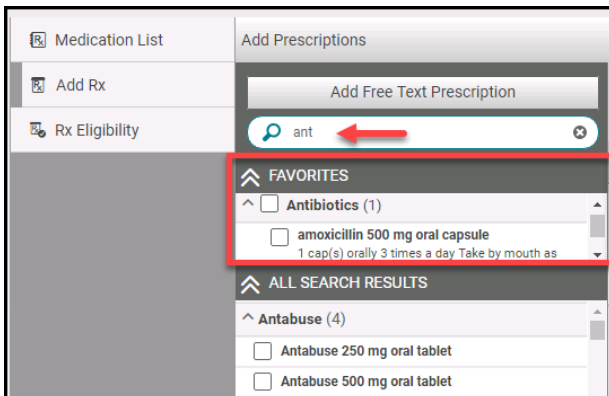 Medication List
Add Rx
Rx Eligibility
Add Prescriptions
Add Free Text Prescription
ant
FAVORITES
Antibiotics (1)
amoxicillin 500 mg oral capsule
1 cap(s) orally 3 times a day Take by mouth as
ALL SEARCH RESULTS
Antabuse (4)
Antabuse 250 mg oral tablet
Antabuse 500 mg oral tablet